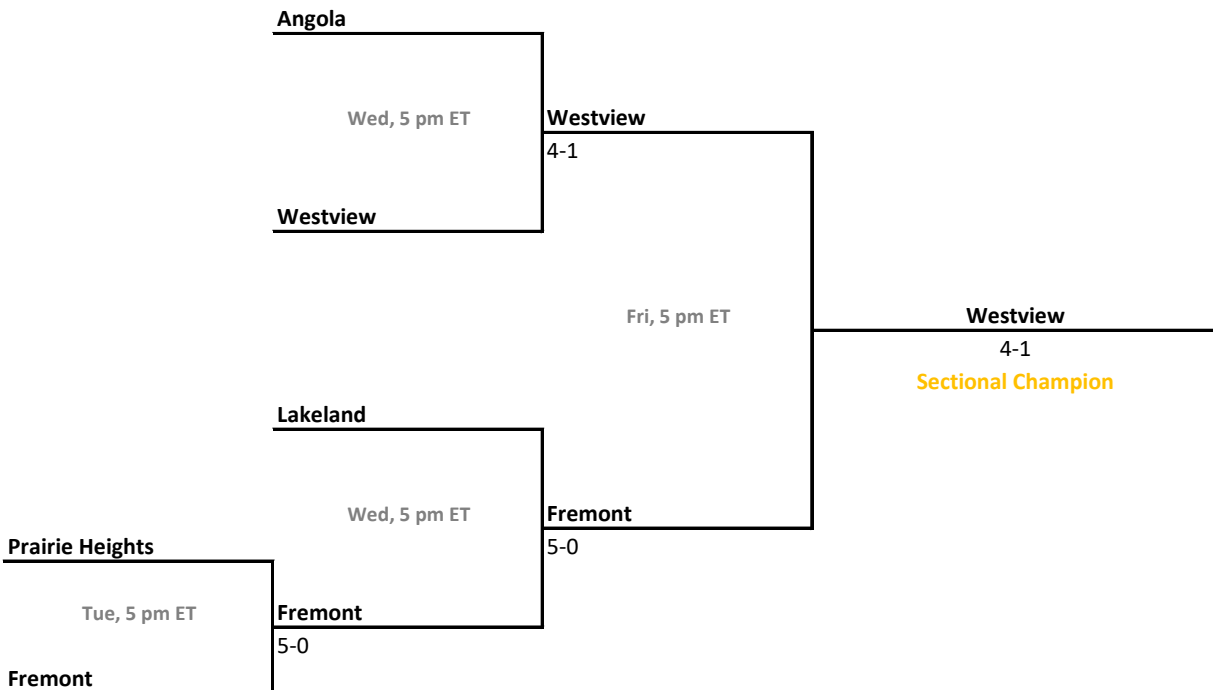 Angola
Wed, 5 pm ET
Westview
4-1
Westview
Fri, 5 pm ET
Westview
4-1
Sectional Champion
Lakeland
Wed, 5 pm ET
Fremont
5-0
Prairie Heights
Tue, 5 pm ET
Fremont
5-0
Fremont